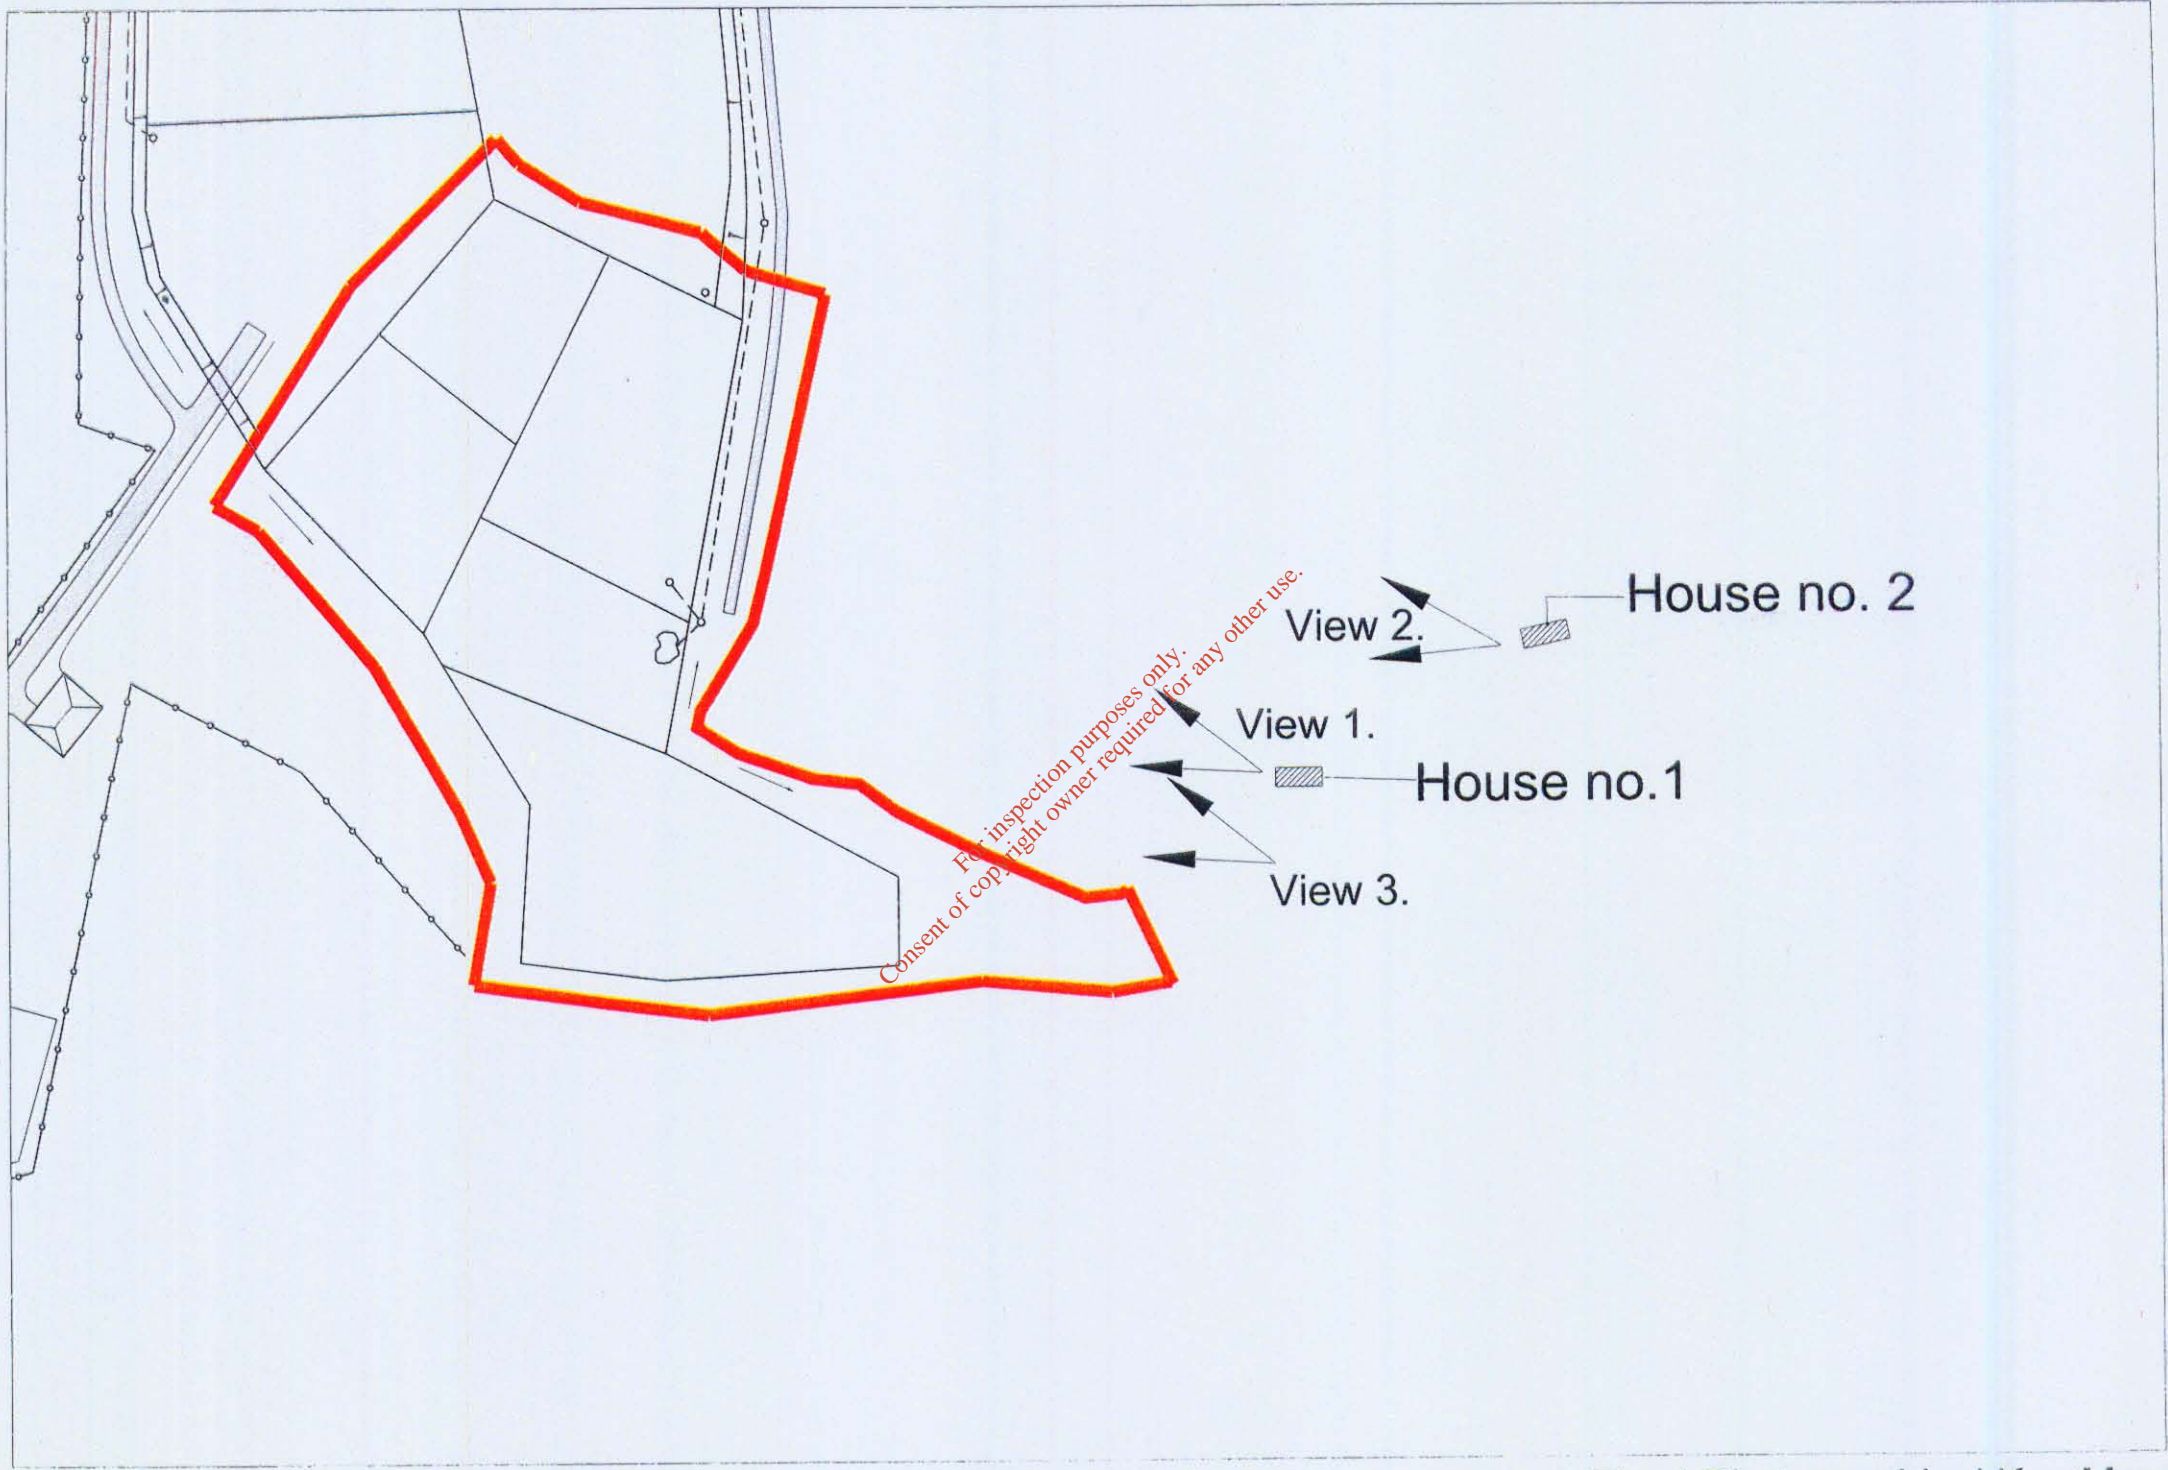 House no. 2
View 2.
View 1.
House no.1
View 3.
For inspection purposes only.
Consent of copyright owner required for any other use.